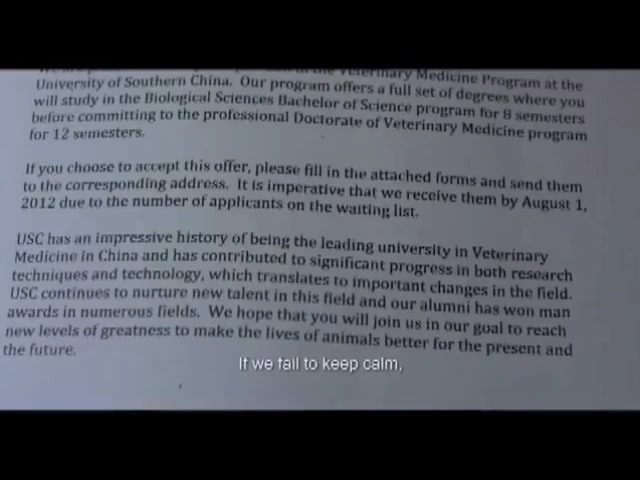 Veterinary Medicine Program at the
University of Southern China. Our program offers a full set of degrees where you
will study in the Biological Sciences Bachelor of Science program for 8 semesters
before committing to the professional Doctorate of Veterinary Medicine program
for 12 semesters.
If you choose to accept this offer, please fill in the attached forms and send them
to the corresponding address. It is imperative that we receive them by August 1,
2012 due to the number of applicants on the waiting list.
USC has an impressive history of being the leading university in Veterinary
Medicine in China and has contributed to significant progress in both research
techniques and technology, which translates to important changes in the field.
USC continues to nurture new talent in this field and our alumni has won man
awards in numerous fields. We hope that you will join us in our goal to reach
new levels of greatness to make the lives of animals better for the present and
the future.
If we fail to keep calm,